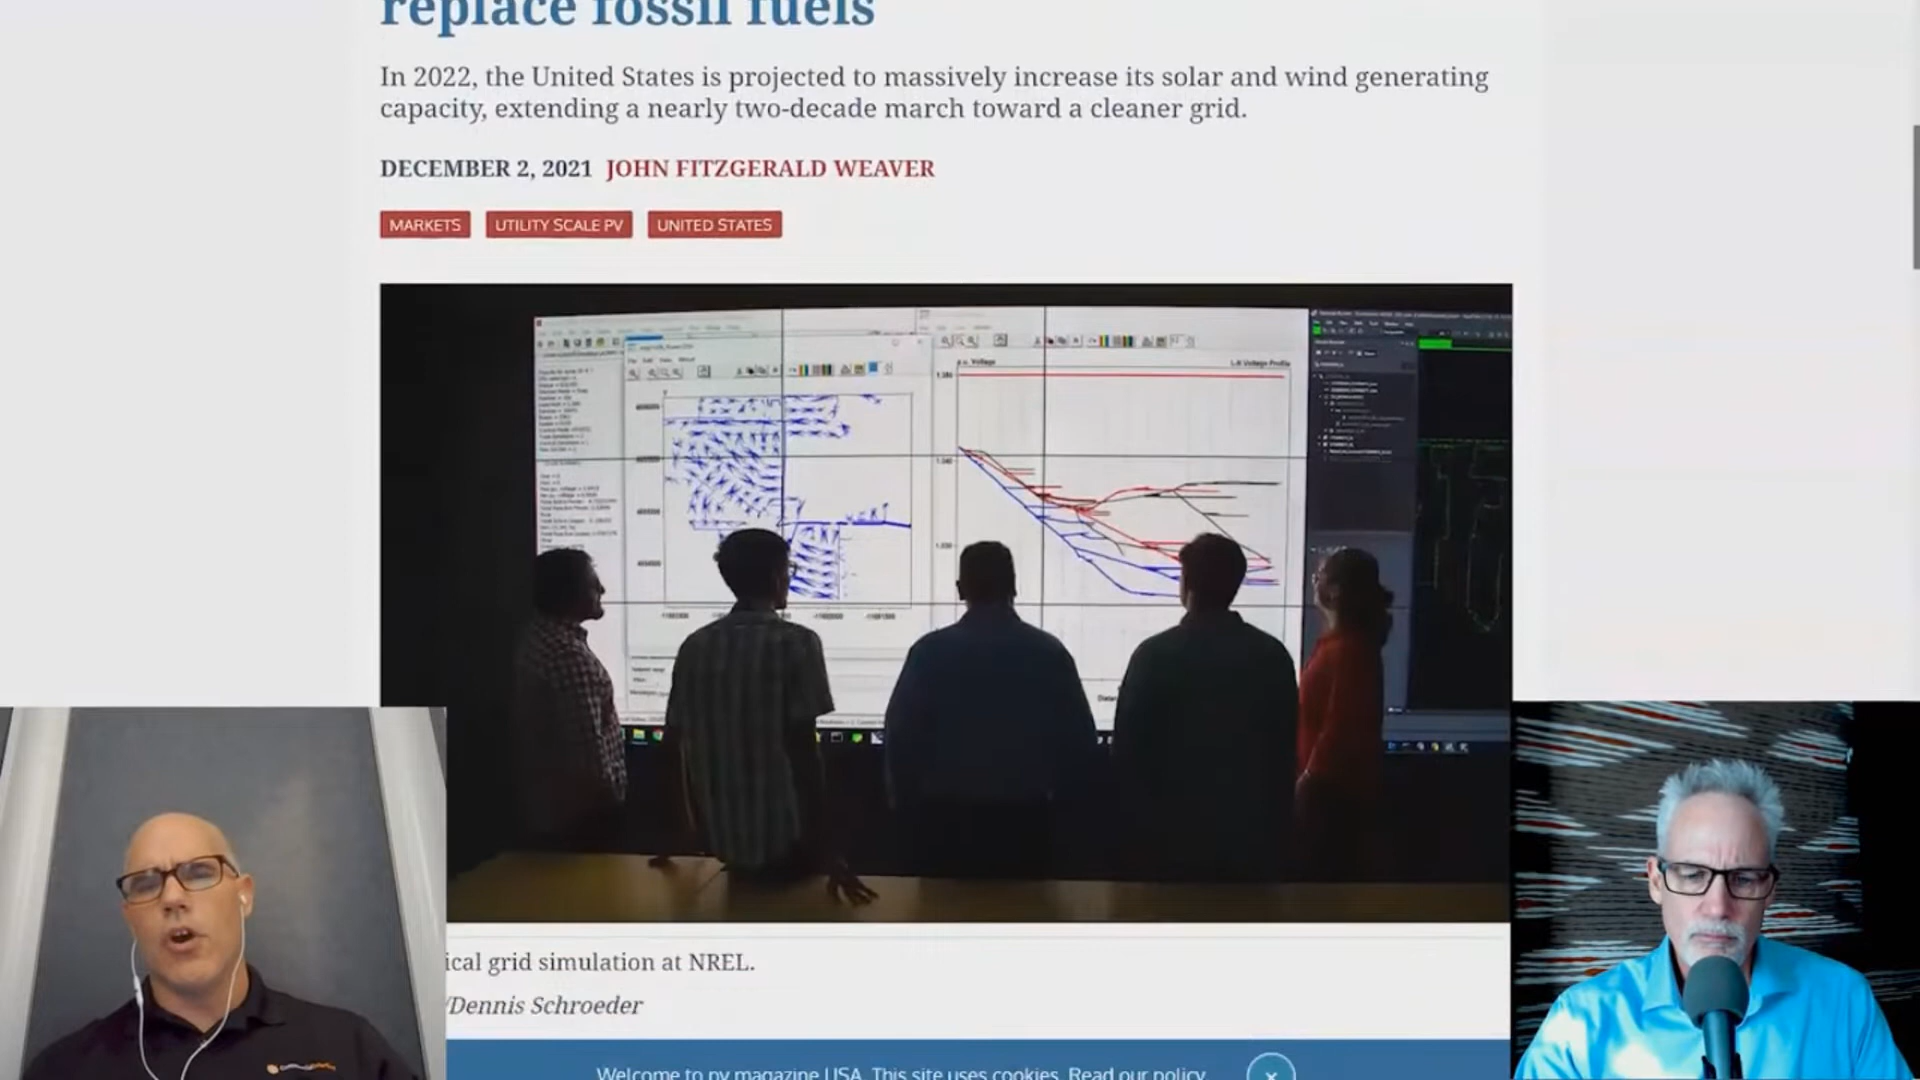 replace fossil fuels
In 2022, the United States is projected to massively increase its solar and wind generating
capacity, extending a nearly two-decade march toward a cleaner grid.
DECEMBER 2, 2021 JOHN FITZGERALD WEAVER
MARKETS UTILITY SCALE PV UNITED STATES
p.u. Voltage
L-N Voltage Profile
ical grid simulation at NREL.
/Dennis Schroeder
Welcome to pv magazine USA. This site uses cookies. Read our policy.